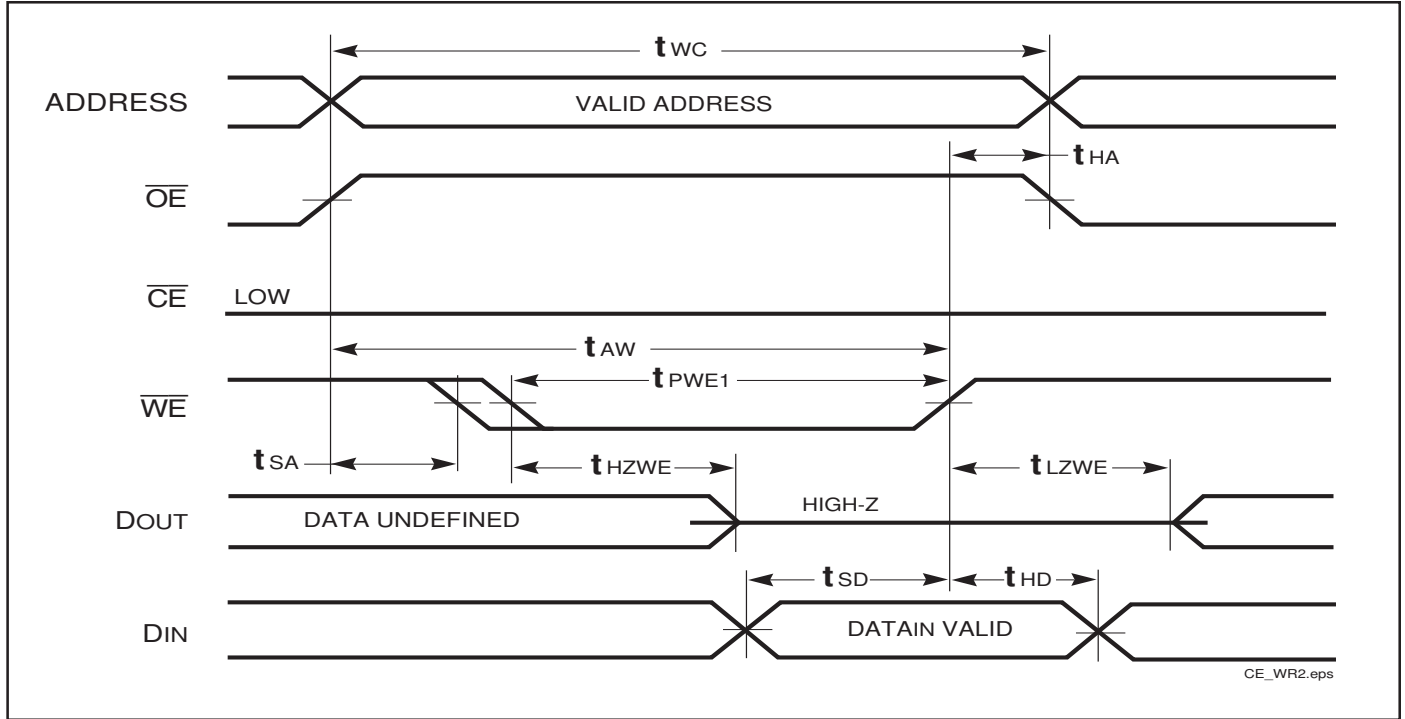 tWC
ADDRESS
VALID ADDRESS
tHA
OE
CE
LOW
tAW
tPWE1
WE
tSA
tHZWE
tLZWE
DOUT
DATA UNDEFINED
HIGH-Z
tSD
tHD
DIN
DATAIN VALID
CE_WR2.eps